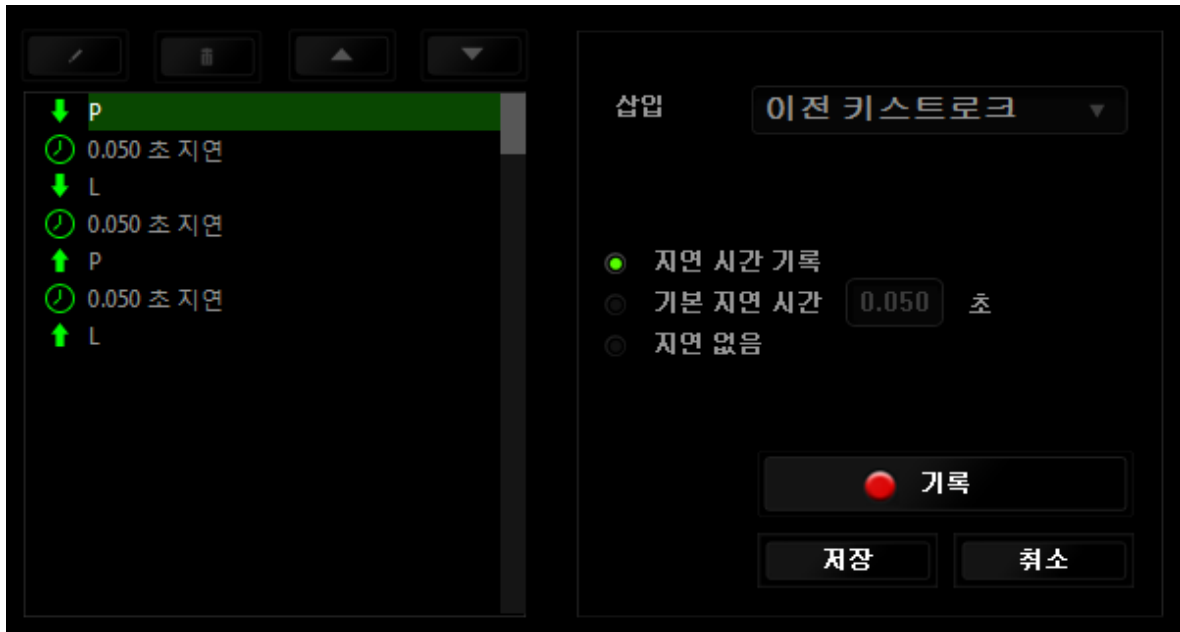 P
0.050 초 지연
L
0.050 초 지연
P
0.050 초 지연
L
삽입
이전 키스트로크
지연 시간 기록
기본 지연 시간 0.050 초
지연 없음
기록
저장 취소